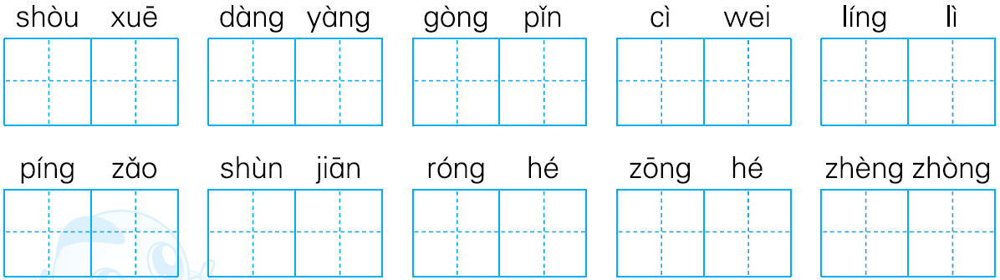 shòu xuē dàng yàng gòng pǐn cì wei líng lì
píng zǎo shùn jiān róng hé zōng hé zhèng zhòng